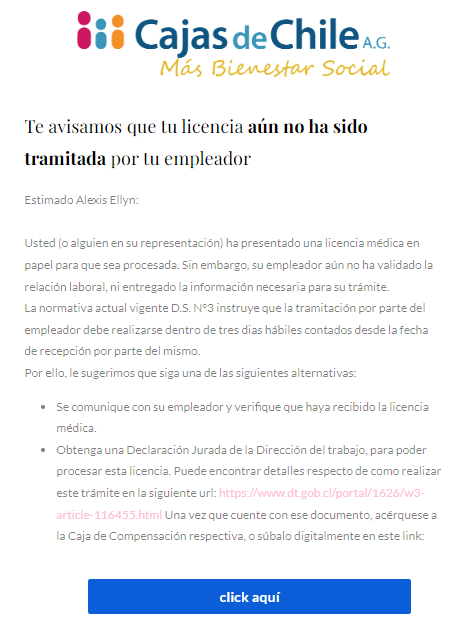 Cajas de Chile A.G.
Más Bienestar Social
Te avisamos que tu licencia aún no ha sido
tramitada por tu empleador
Estimado Alexis Ellyn:
Usted (o alguien en su representación) ha presentado una licencia médica en
papel para que sea procesada. Sin embargo, su empleador aún no ha validado la
relación laboral, ni entregado la información necesaria para su trámite.
La normativa actual vigente D.S. N°3 instruye que la tramitación por parte del
empleador debe realizarse dentro de tres dias hábiles contados desde la fecha
de recepción por parte del mismo.
Por ello, le sugerimos que siga una de las siguientes alternativas:
• Se comunique con su empleador y verifique que haya recibido la licencia
médica.
• Obtenga una Declaración Jurada de la Dirección del trabajo, para poder
procesar esta licencia. Puede encontrar detalles respecto de como realizar
este trámite en la siguiente url: https://www.dt.gob.cl/portal/1626/w3-
article-116455.html Una vez que cuente con ese documento, acérquese a
la Caja de Compensación respectiva, o súbalo digitalmente en este link:
click aquí